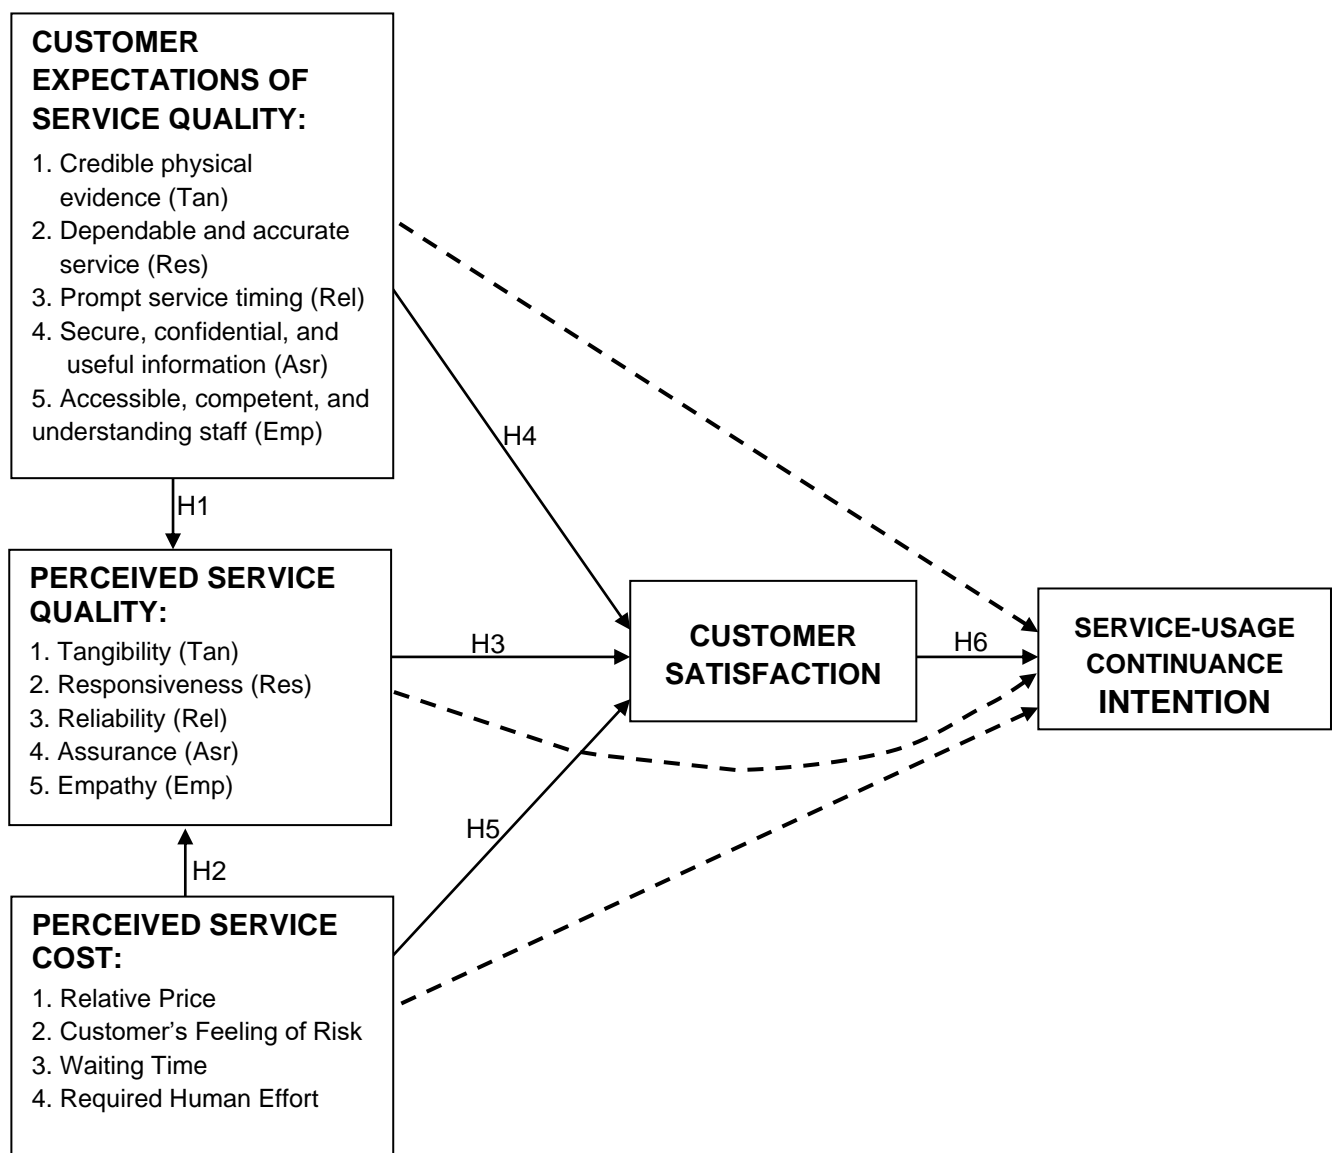 CUSTOMER
EXPECTATIONS OF
SERVICE QUALITY:
1. Credible physical
evidence (Tan)
2. Dependable and accurate
service (Res)
3. Prompt service timing (Rel)
4. Secure, confidential, and
useful information (Asr)
5. Accessible, competent, and
understanding staff (Emp)
H4
H1
PERCEIVED SERVICE
QUALITY:
1. Tangibility (Tan)
2. Responsiveness (Res)
3. Reliability (Rel)
4. Assurance (Asr)
5. Empathy (Emp)
H3
CUSTOMER
SATISFACTION
H6
SERVICE-USAGE
CONTINUANCE
INTENTION
H5
H2
PERCEIVED SERVICE
COST:
1. Relative Price
2. Customer’s Feeling of Risk
3. Waiting Time
4. Required Human Effort